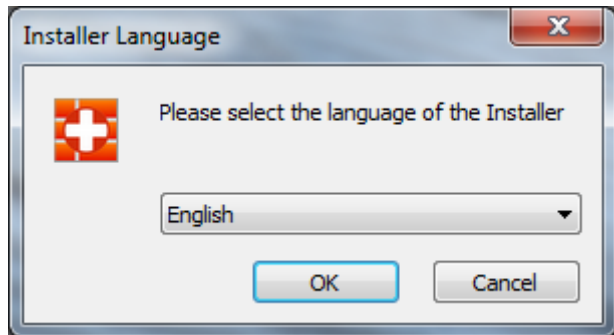 Installer Language
Please select the language of the Installer
English
OK
Cancel